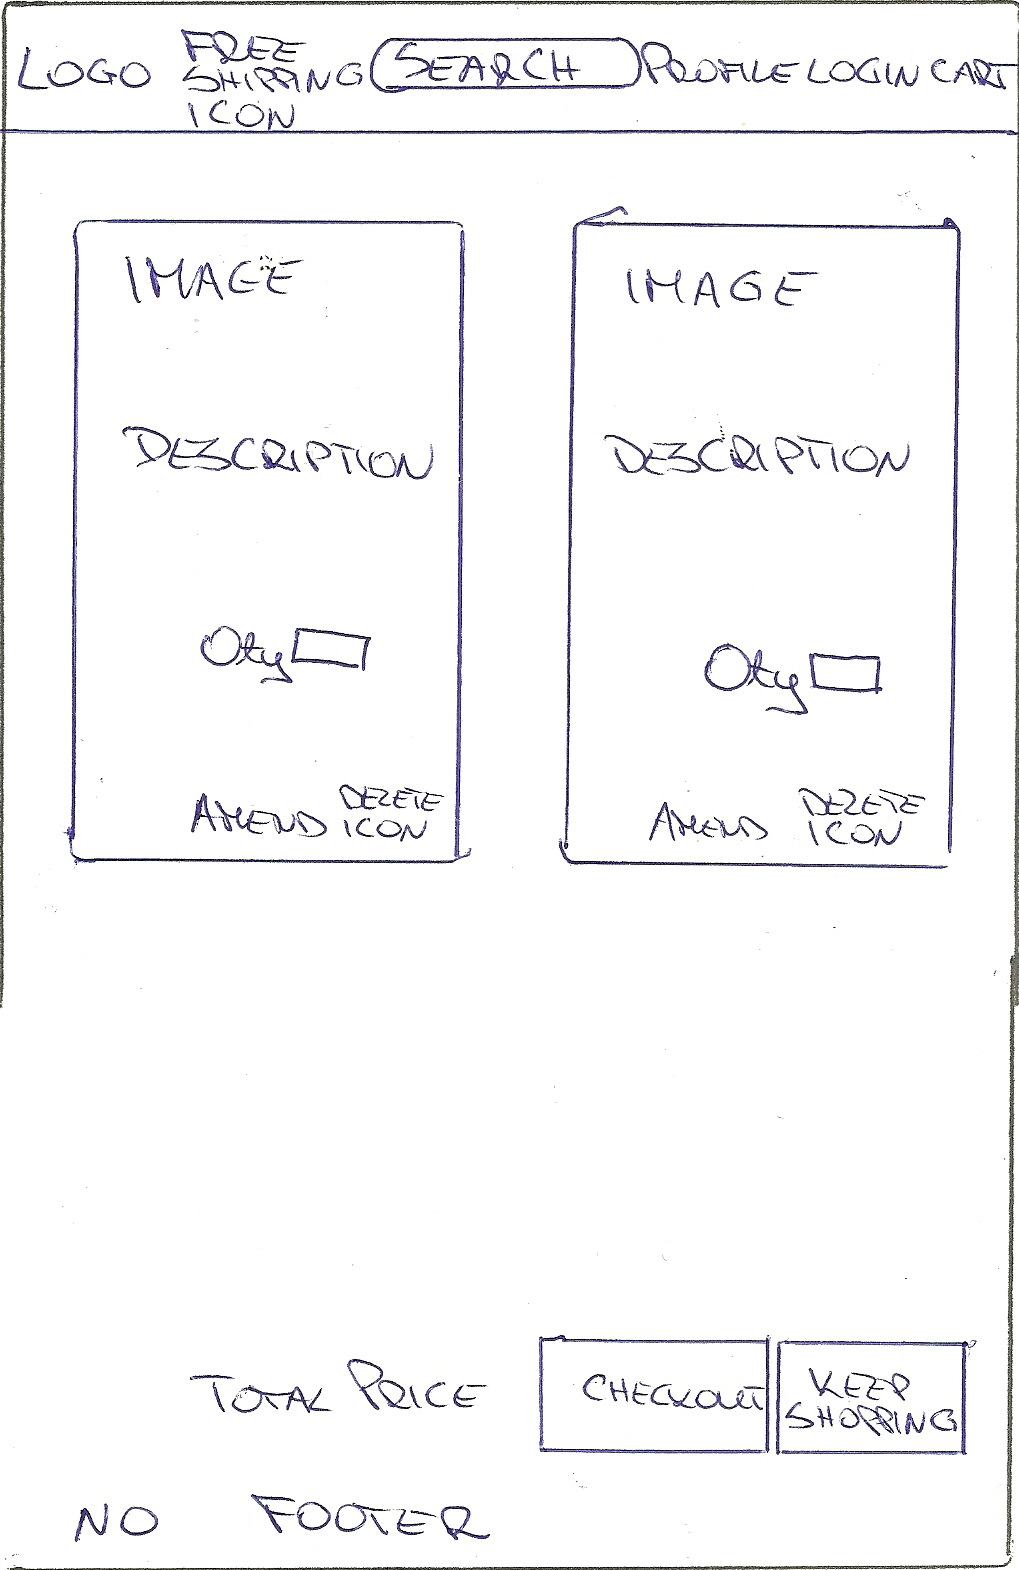 LOGO FREE SHIPPING ICON SEARCH PROFILE LOGIN CART
IMAGE IMAGE
DESCRIPTION DESCRIPTION
Qty Qty
AMEND DELETE ICON AMEND DELETE ICON
TOTAL PRICE CHECKOUT KEEP SHOPPING
NO FOOTER